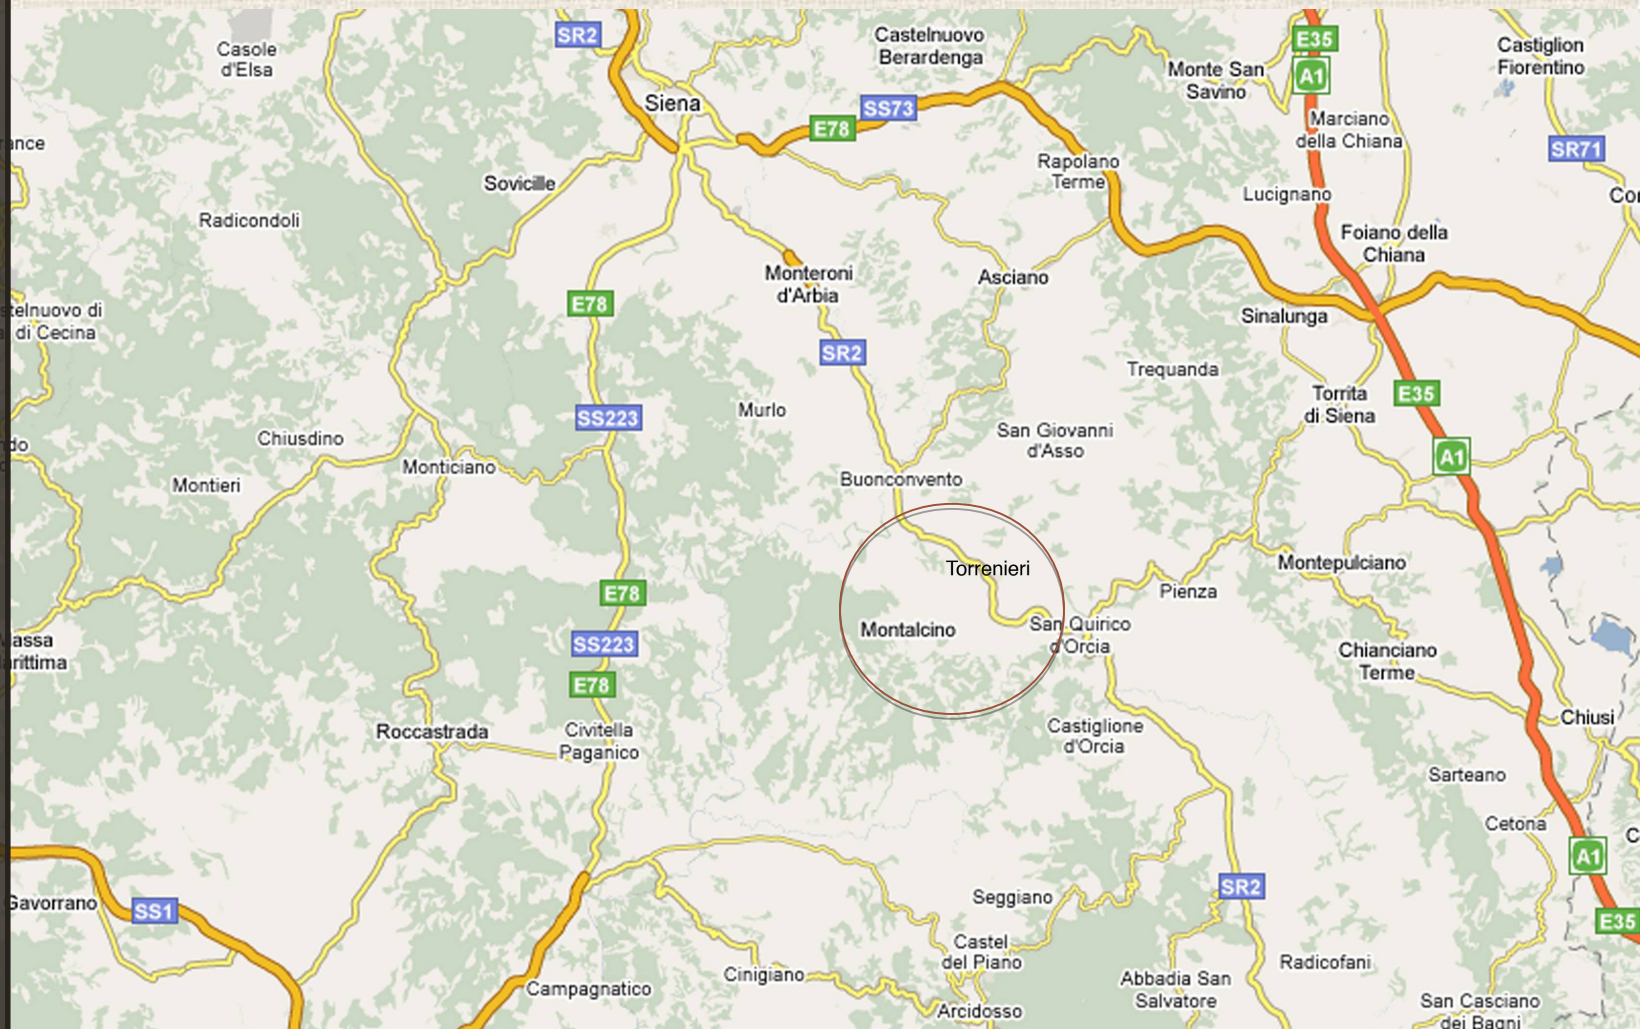 SR2
Castelnuovo
Berardenga
E35
Castiglion
Fiorentino
Casole
d'Elsa
Monte San
Savino
A1
Siena
SS73
Marciano
della Chiana
E78
SR71
Rapolano
Terme
Sovicille
Lucignano
Radicondoli
Foiano della
Chiana
Monteroni
d'Arbia
Asciano
E78
di Cecina
Sinalunga
SR2
Trequanda
Torrita
di Siena
E35
Murlo
SS223
San Giovanni
d'Asso
Chiusdino
A1
Monticiano
Montieri
Buonconvento
Torrenieri
Montepulciano
E78
Pienza
Montalcino
San Quirico
d'Orcia
SS223
Chianciano
Terme
E78
Chiusi
Roccastrada
Civitella
Paganico
Castiglione
d'Orcia
Sarteano
Cetona
A1
SR2
Gavorrano
SS1
Seggiano
E35
Castel
del Piano
Radicofani
Cinigiano
Abbadia San
Salvatore
Campagnatico
Arcidosso
San Casciano
dei Bagni